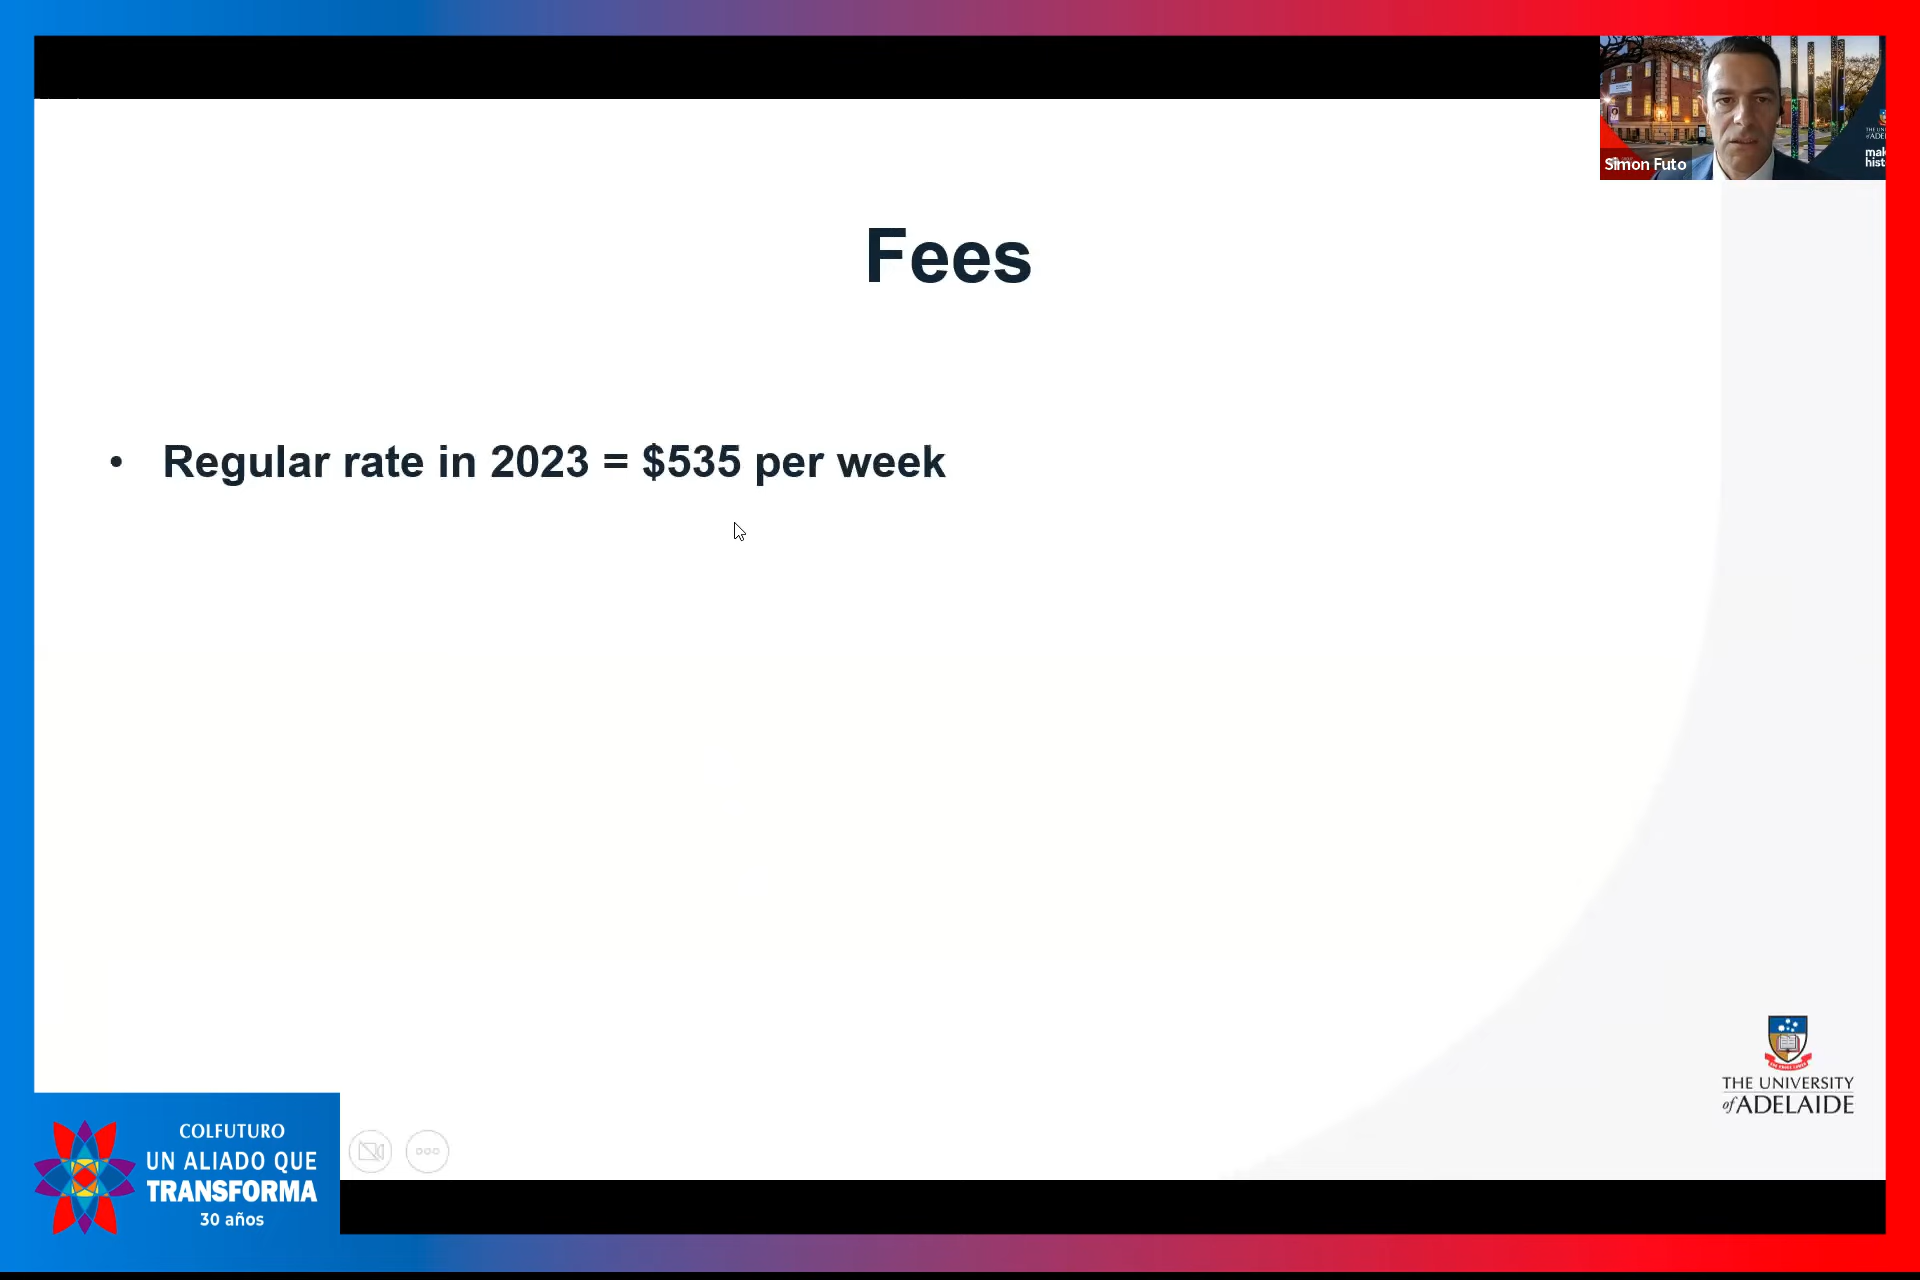 Simon Futo
Fees
• Regular rate in 2023 = $535 per week
THE UNIVERSITY
of ADELAIDE
COLFUTURO
UN ALIADO QUE
TRANSFORMA
30 años